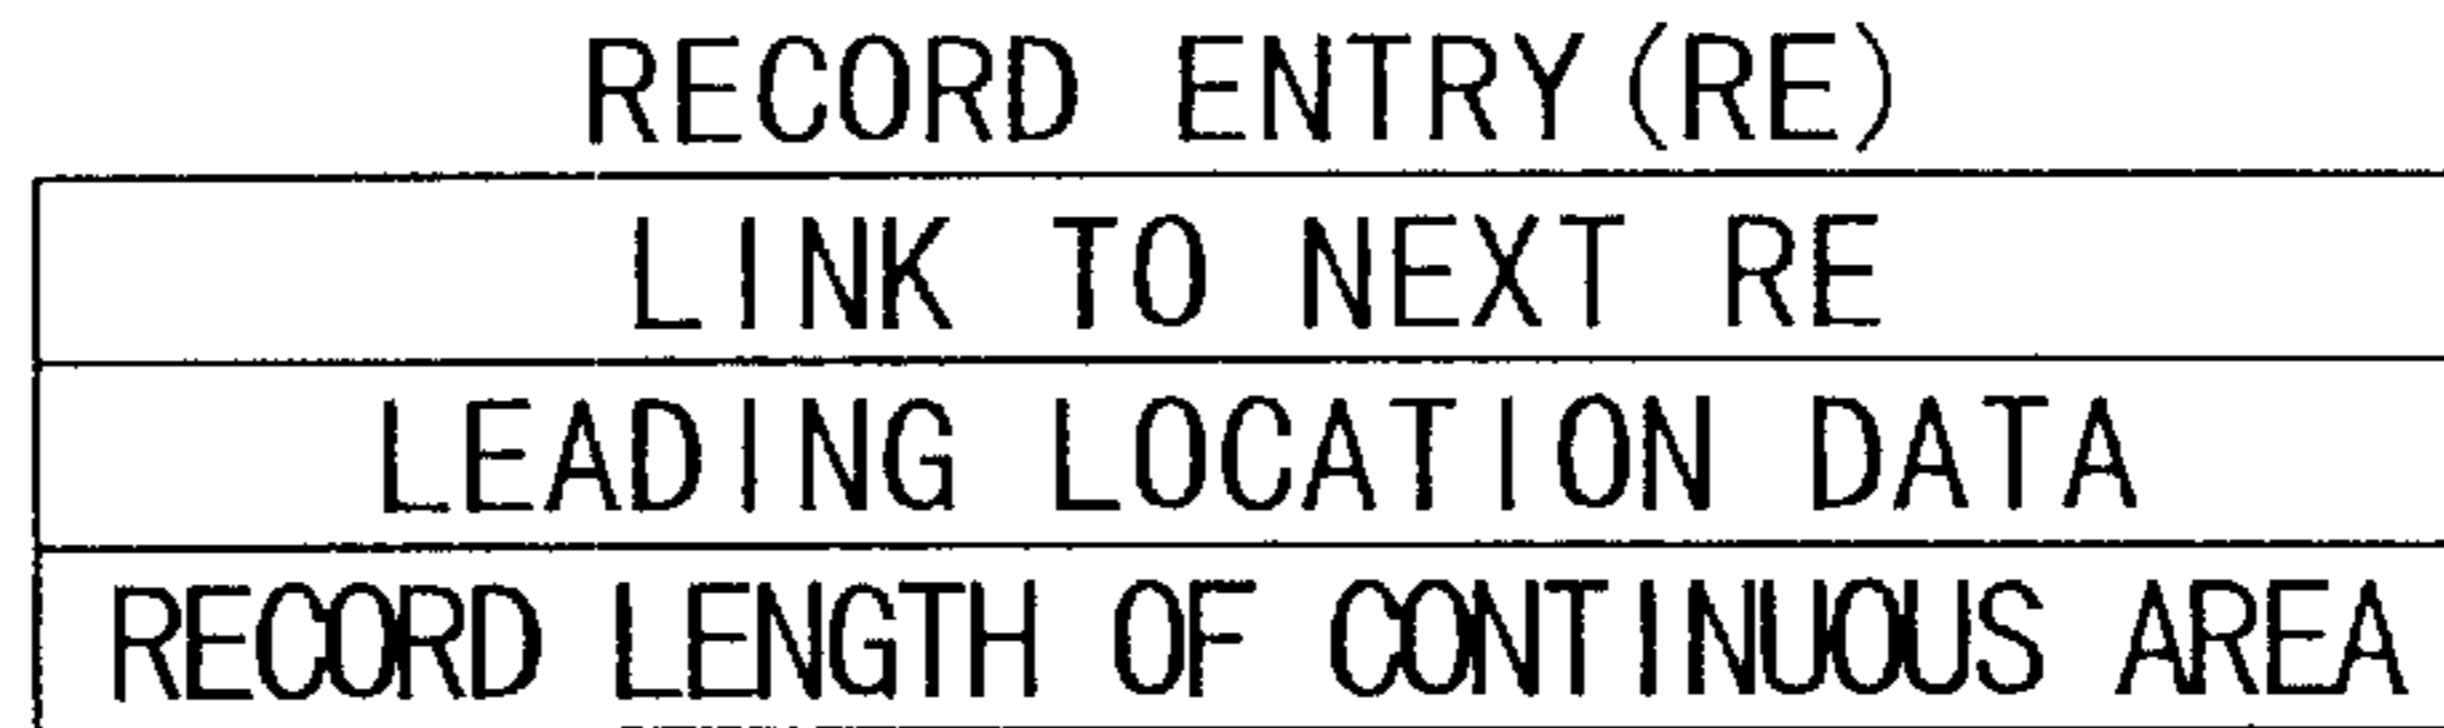 RECORD ENTRY(RE)
LINK TO NEXT RE
LEADING LOCATION DATA
RECORD LENGTH OF CONTINUOUS AREA